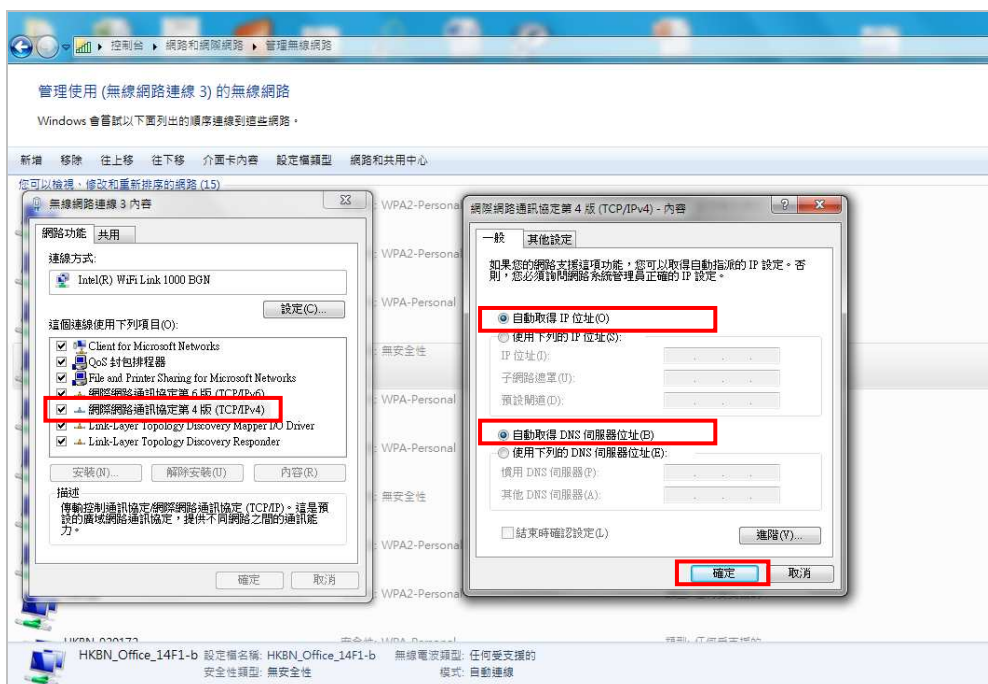 控制台 ▸ 網路和網際網路 ▸ 管理無線網路
管理使用 (無線網路連線 3) 的無線網路
Windows 會嘗試以下面列出的順序連線到這些網路。
新增 移除 往上移 往下移 介面卡內容 設定檔類型 網路和共用中心
您可以檢視、修改和重新排序的網路 (15)
無線網路連線 3 內容
網路功能 共用
連線方式:
Intel(R) WiFi Link 1000 BGN
設定(C)...
這個連線使用下列項目(O):
Client for Microsoft Networks
QoS 封包排程器
File and Printer Sharing for Microsoft Networks
網際網路通訊協定第 6 版 (TCP/IPv6)
網際網路通訊協定第 4 版 (TCP/IPv4)
Link-Layer Topology Discovery Mapper I/O Driver
Link-Layer Topology Discovery Responder
安裝(N)... 解除安裝(U) 內容(R)
描述
傳輸控制通訊協定/網際網路通訊協定 (TCP/IP)。這是預
設的廣域網路通訊協定，提供不同網路之間的通訊能
力。
確定 取消
: WPA2-Personal
: WPA2-Personal
: WPA-Personal
: 無安全性
: WPA2-Personal
: WPA-Personal
: 無安全性
: WPA2-Personal
: WPA2-Personal
網際網路通訊協定第 4 版 (TCP/IPv4) - 內容
一般 其他設定
如果您的網路支援這項功能，您可以取得自動指派的 IP 設定。否
則，您必須詢問網路系統管理員正確的 IP 設定。
自動取得 IP 位址(O)
使用下列的 IP 位址(S):
IP 位址(I):
子網路遮罩(U):
預設閘道(D):
自動取得 DNS 伺服器位址(B)
使用下列的 DNS 伺服器位址(E):
慣用 DNS 伺服器(P):
其他 DNS 伺服器(A):
結束時確認設定(L)
進階(V)...
確定 取消
HKBN_Office_14F1-b 設定檔名稱: HKBN_Office_14F1-b 無線電波類型: 任何受支援的
安全性類型: 無安全性 模式: 自動連線